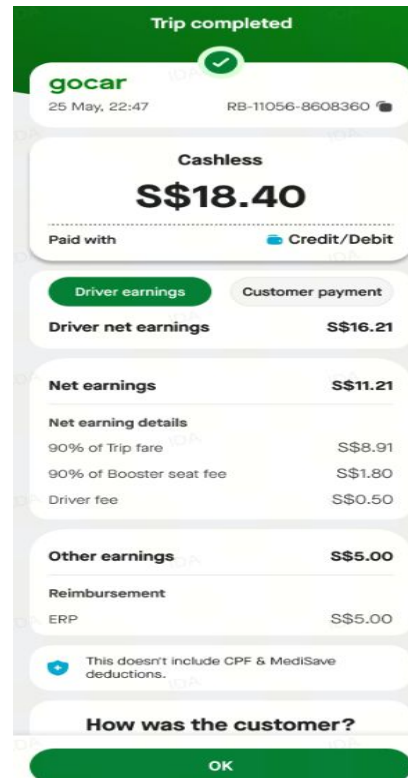 Trip completed
gocar
25 May, 22:47 RB-11056-8608360
Cashless
S$18.40
Paid with Credit/Debit
Driver earnings Customer payment
Driver net earnings S$16.21
Net earnings S$11.21
Net earning details
90% of Trip fare S$8.91
90% of Booster seat fee S$1.80
Driver fee S$0.50
Other earnings S$5.00
Reimbursement
ERP S$5.00
This doesn't include CPF & MediSave
deductions.
How was the customer?
OK